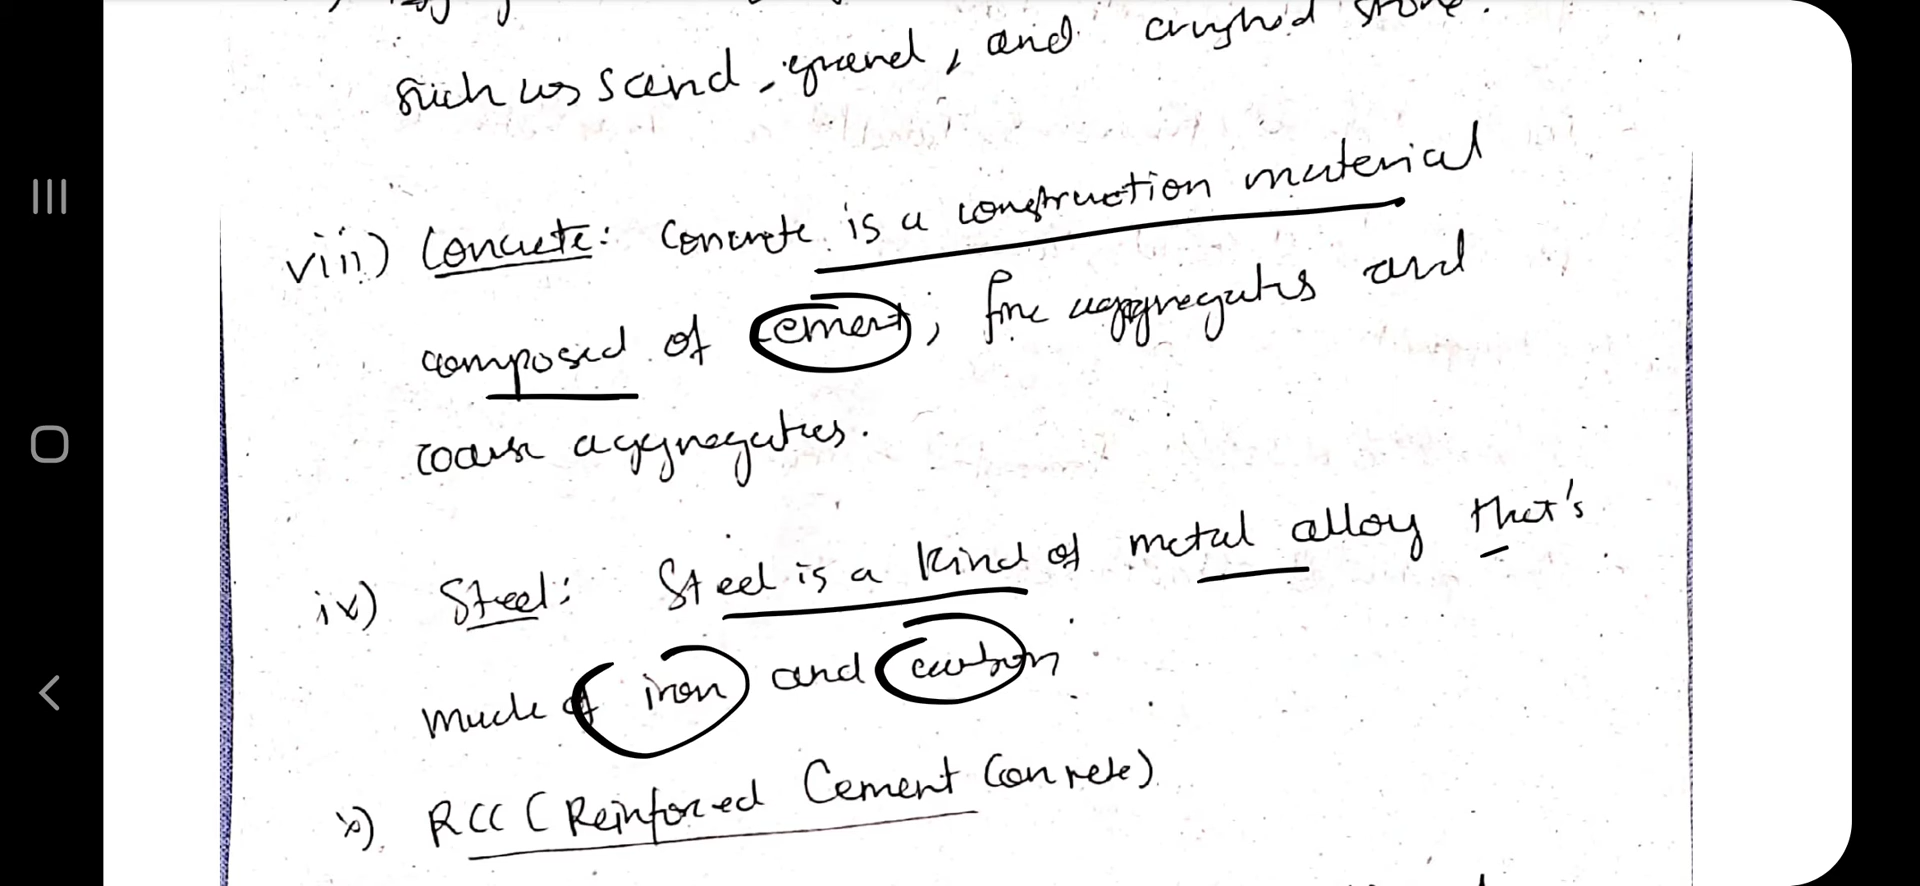 such as sand, gravel, and crushed stone.
viii) Concrete: Concrete is a construction material
composed of cement, fine aggregates and
coarse aggregates.
ix) Steel: Steel is a kind of metal alloy that's
made of iron and carbon.
x) RCC (Reinforced Cement Concrete)